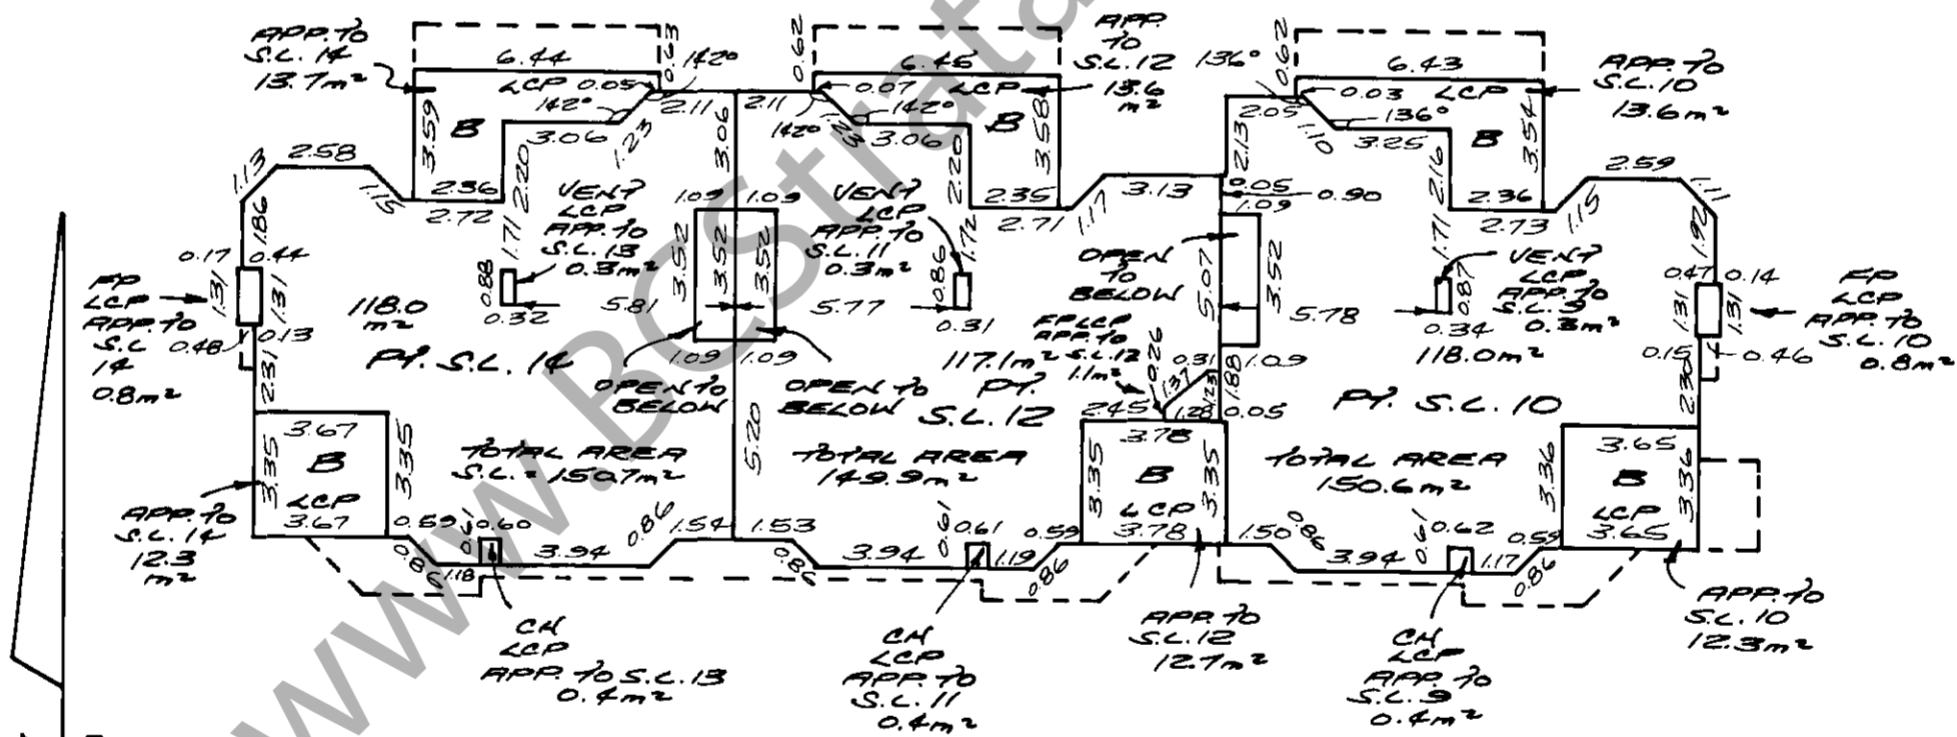 APP. TO
S.L. 14
13.7m²
6.44
LCP
0.05
0.63
142°
142°
3.59
B
3.06
1.23
2.11
3.06
2.20
2.36
2.72
1.13
2.58
1.15
1.86
0.17
0.44
FP
LCP
APP. TO
S.L.
14
0.8m²
1.31
1.31
0.48
0.13
2.31
118.0
m²
PT. S.L. 14
1.71
VENT
LCP
APP. TO
S.L. 13
0.3m²
0.88
0.32
5.81
1.09
1.09
3.52
3.52
3.52
1.09
1.09
OPEN TO
BELOW
OPEN TO
BELOW
3.67
3.35
B
LCP
3.35
3.67
APP. TO
S.L. 14
12.3
m²
TOTAL AREA
S.L. = 150.7m²
5.20
0.59
0.61
0.60
0.86
1.18
3.94
0.86
1.54
CH
LCP
APP. TO S.L. 13
0.4m²
0.62
6.45
APP.
TO
S.L. 12
13.6
m²
0.07
LCP
2.11
142°
142°
1.23
3.06
B
3.58
2.20
2.35
2.71
1.17
3.13
VENT
LCP
APP. TO
S.L. 11
0.3m²
1.72
0.86
5.77
0.31
117.1m²
PT.
S.L. 12
OPEN
TO
BELOW
FP LCP
APP. TO
S.L. 12
1.1m²
0.26
1.37
0.31
1.23
1.28
2.45
5.07
1.88
0.05
TOTAL AREA
149.9m²
3.78
3.35
B
LCP
3.35
3.78
1.53
0.86
3.94
0.61
0.61
1.19
0.86
0.59
CH
LCP
APP. TO
S.L. 11
0.4m²
APP. TO
S.L. 12
12.7m²
136°
0.62
6.43
APP. TO
S.L. 10
13.6m²
0.03
LCP
2.05
136°
1.10
3.25
B
3.54
2.13
0.05
0.90
1.09
3.52
1.09
2.16
2.36
2.73
1.15
2.59
1.11
1.92
1.71
VENT
LCP
APP. TO
S.L. 9
0.3m²
0.87
5.78
0.34
118.0m²
PT. S.L. 10
0.47
0.14
1.31
1.31
0.15
0.46
FP
LCP
APP. TO
S.L. 10
0.8m²
2.30
TOTAL AREA
150.6m²
3.65
3.36
B
LCP
3.36
3.65
1.50
0.86
3.94
0.61
0.62
1.17
0.86
0.59
CH
LCP
APP. TO
S.L. 9
0.4m²
APP. TO
S.L. 10
12.3m²
www.BCStrata